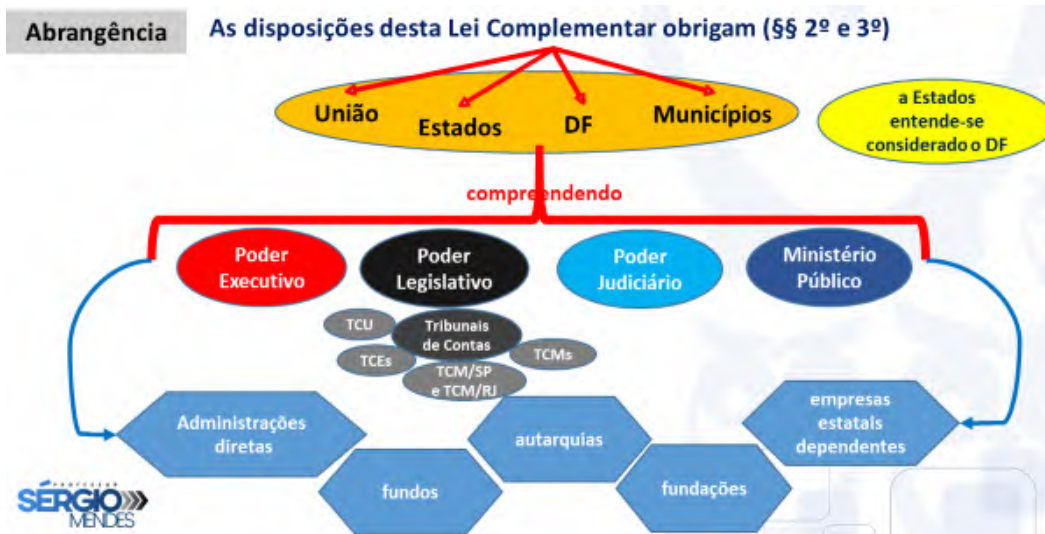 Abrangência
As disposições desta Lei Complementar obrigam (§§ 2º e 3º)
União
Estados
DF
Municípios
a Estados
entende-se
considerado o DF
compreendendo
Poder
Executivo
Poder
Legislativo
Poder
Judiciário
Ministério
Público
TCU
Tribunais
de Contas
TCEs
TCMs
TCM/SP
e TCM/RJ
Administrações
diretas
fundos
autarquias
fundações
empresas
estatais
dependentes
PROFESSOR
SÉRGIO
MENDES